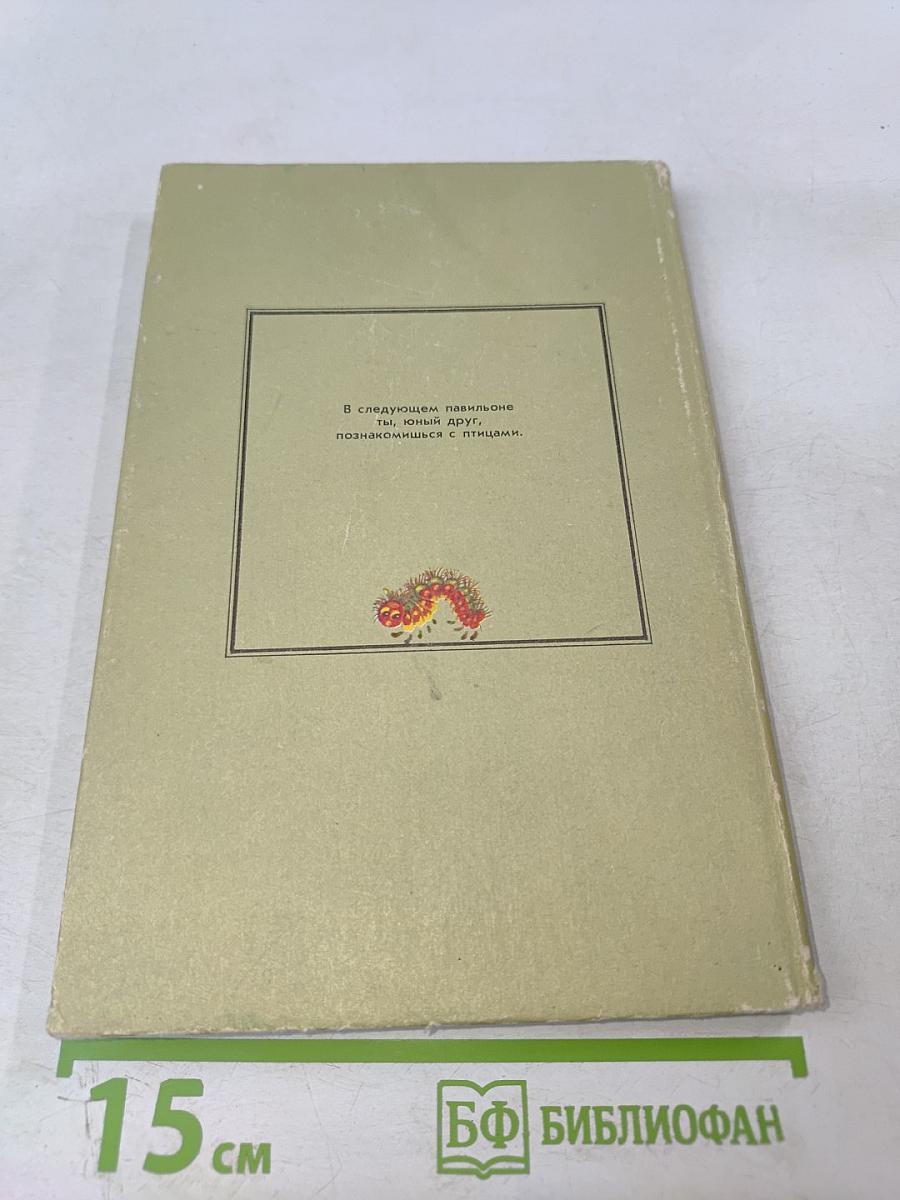 В следующем павильоне
ты, юный друг,
познакомишься с птицами.
15 см
БФ БИБЛИОФАН